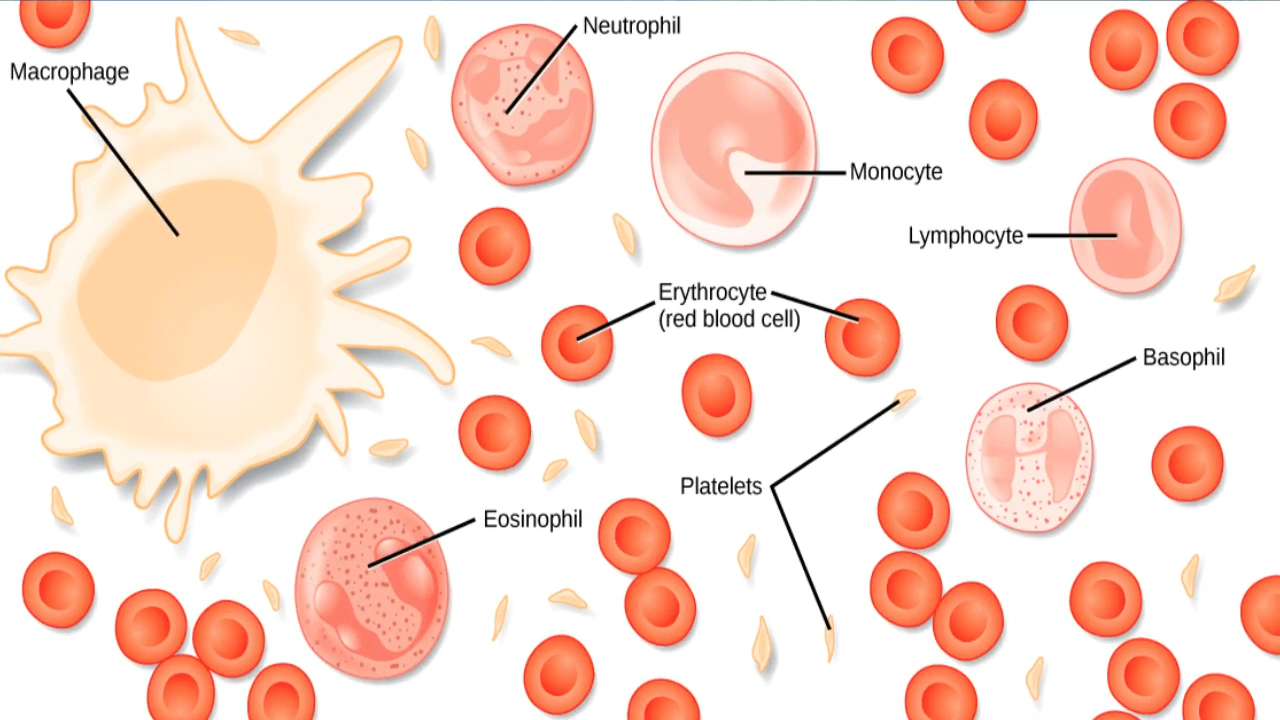 Neutrophil
Macrophage
Monocyte
Lymphocyte
Erythrocyte
(red blood cell)
Basophil
Platelets
Eosinophil